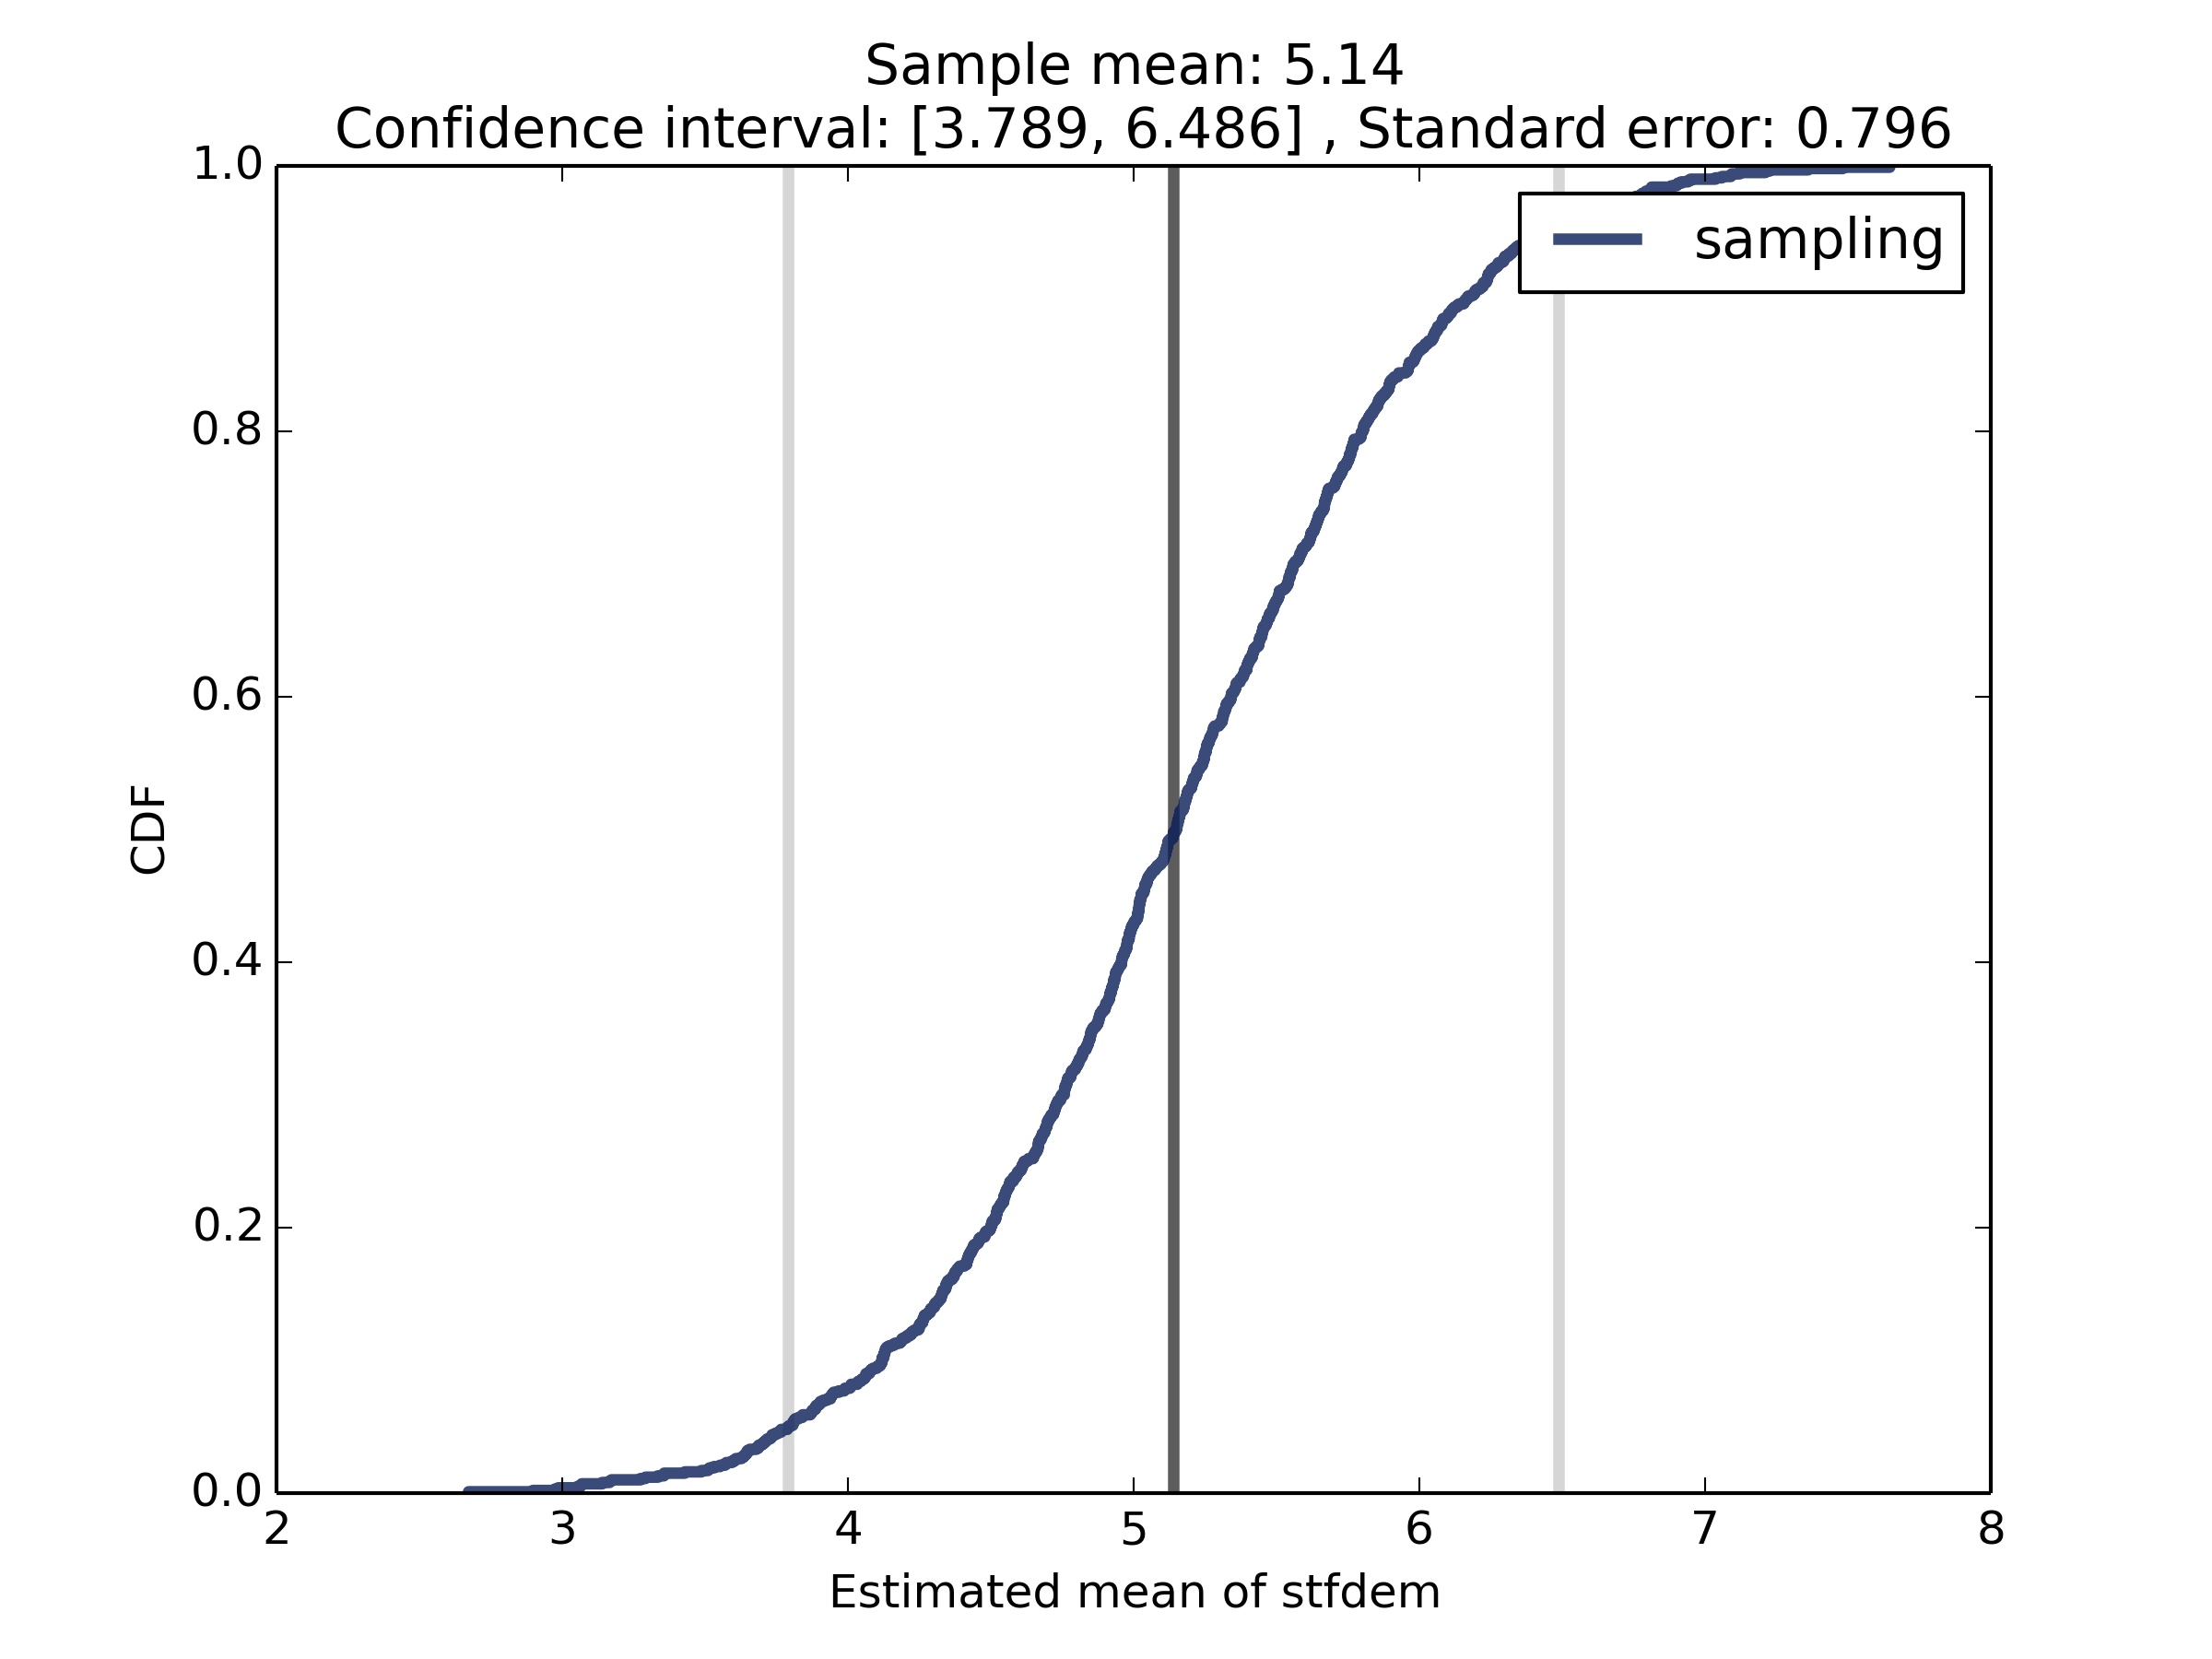 Sample mean: 5.14
Confidence interval: [3.789, 6.486] , Standard error: 0.796
1.0
sampling
0.8
0.6
CDF
0.4
0.2
0.0
2 3 4 5 6 7 8
Estimated mean of stfdem